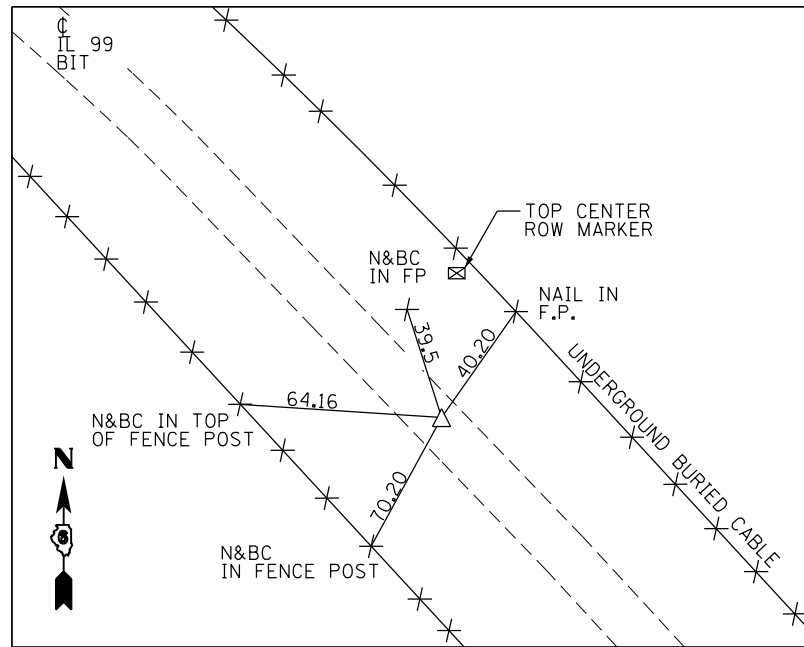 ℄
IL 99
BIT
TOP CENTER
ROW MARKER
N&BC
IN FP
NAIL IN
F.P.
39.5
40.20
UNDERGROUND BURIED CABLE
64.16
N&BC IN TOP
OF FENCE POST
N
70.20
6
N&BC
IN FENCE POST